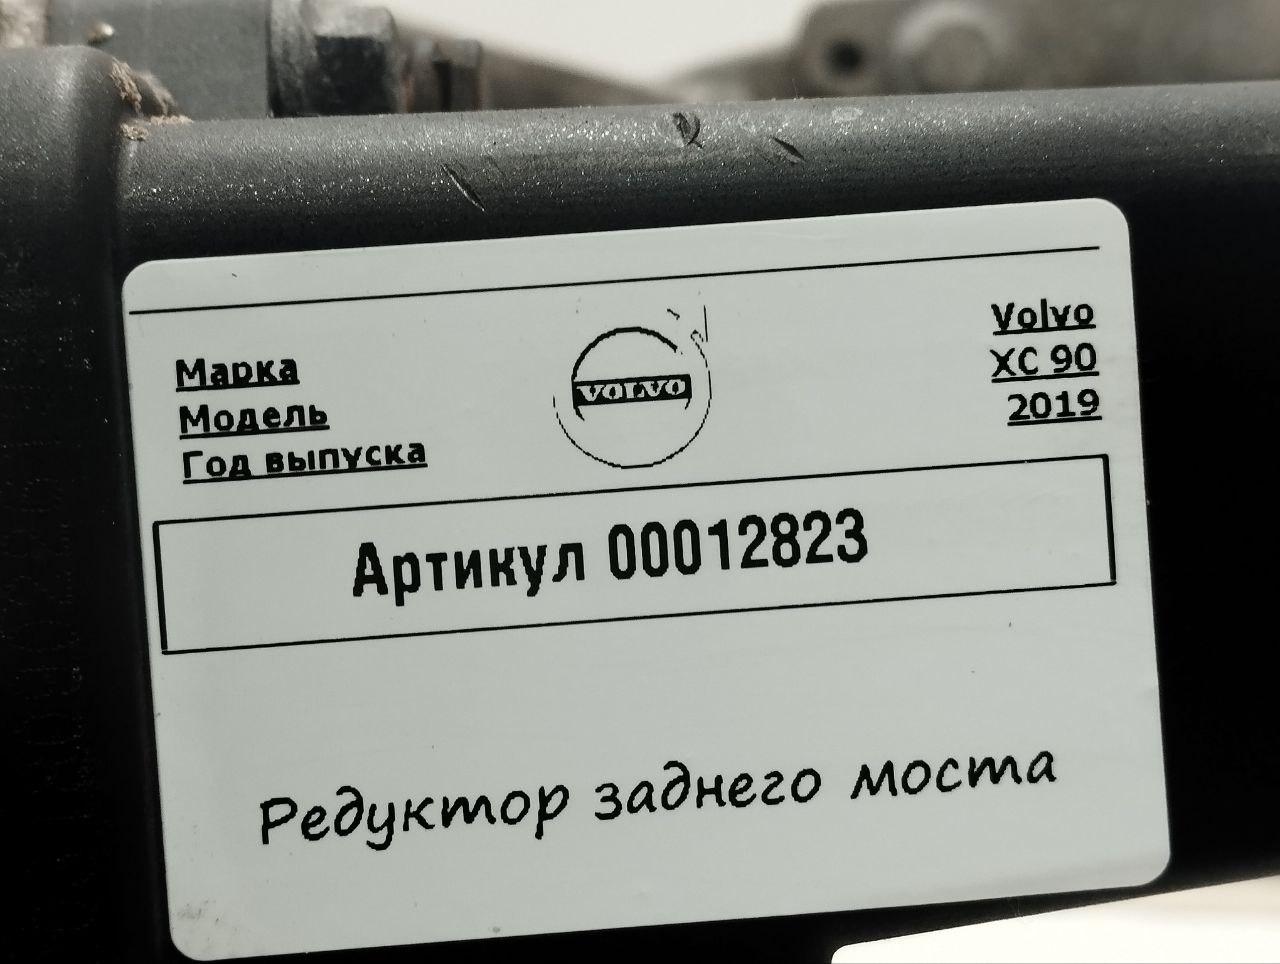 Марка
Модель
Год выпуска
VOLVO
Volvo
XC 90
2019
Артикул 00012823
Редуктор заднего моста